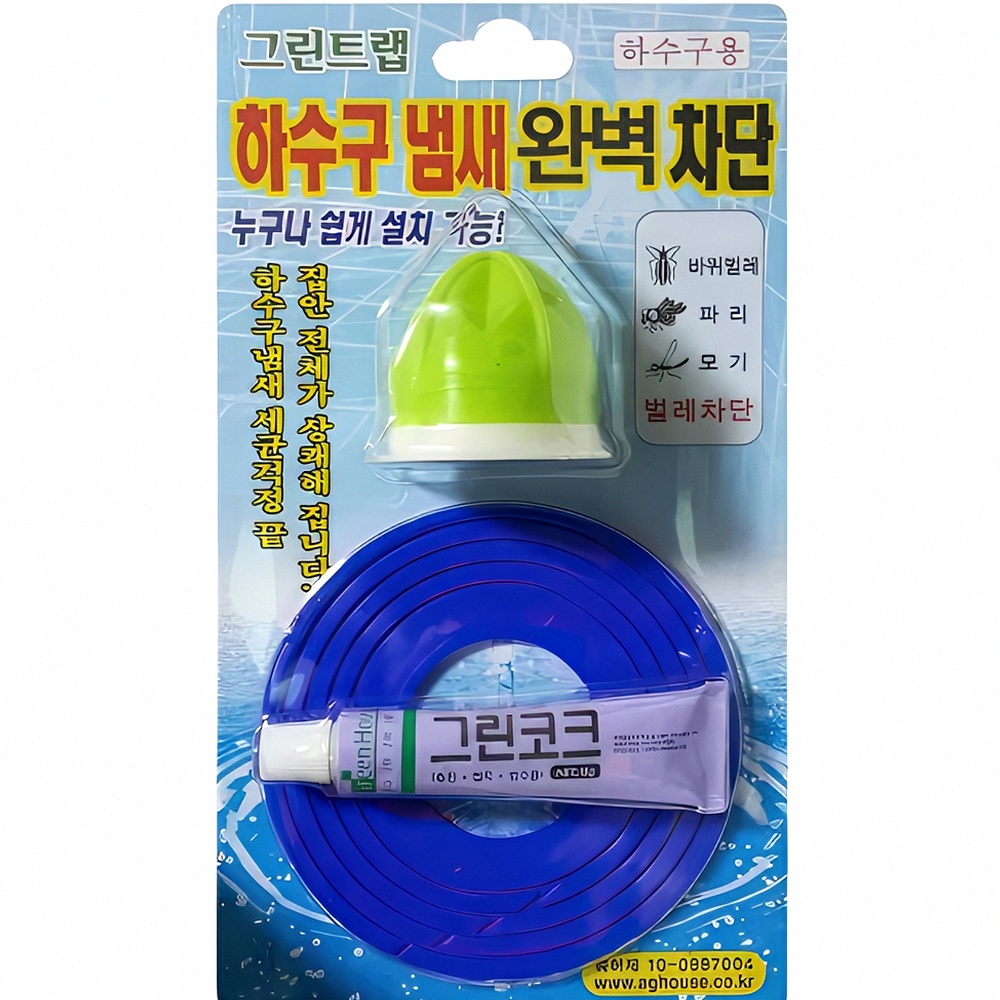 그린트랩
하수구용
하수구 냄새 완벽 차단
누구나 쉽게 설치 가능!
바퀴벌레
파리
모기
벌레차단
집안 전체가 상쾌해 집니다.
하수구냄새 세균걱정 끝
그린코크
10-0887004
www.aghouse.co.kr